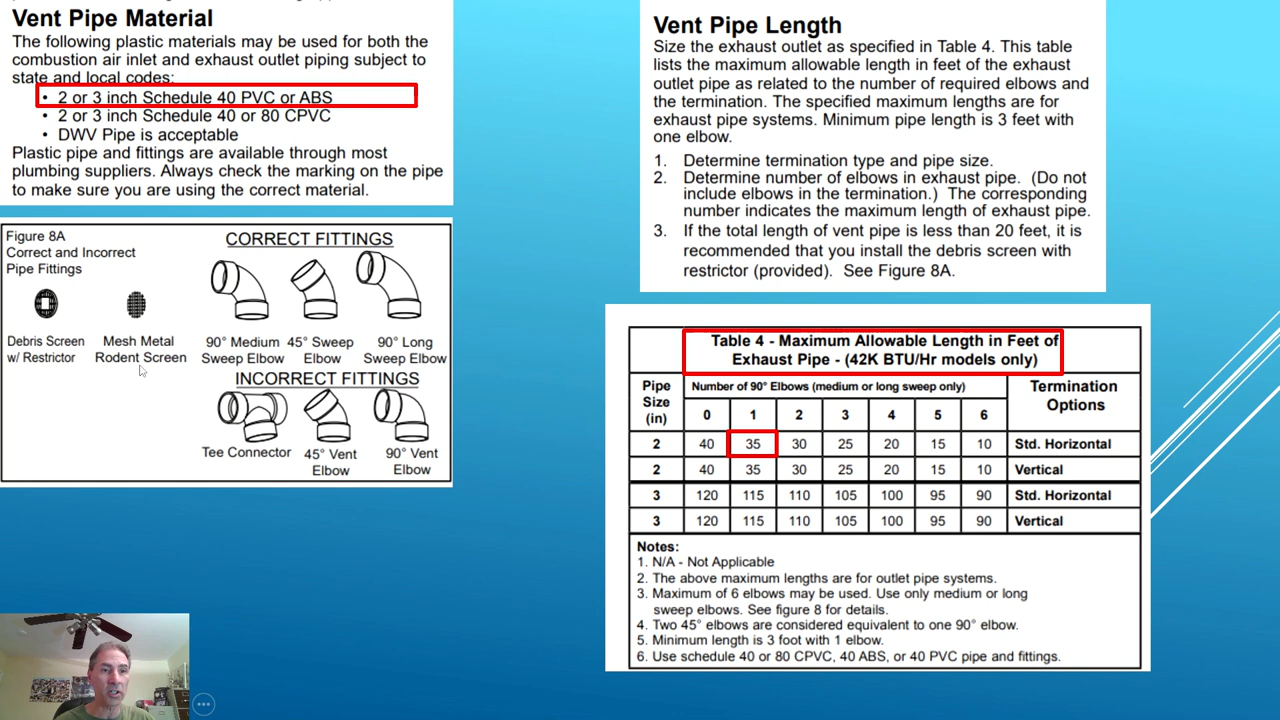 Vent Pipe Material
The following plastic materials may be used for both the
combustion air inlet and exhaust outlet piping subject to
state and local codes:
• 2 or 3 inch Schedule 40 PVC or ABS
• 2 or 3 inch Schedule 40 or 80 CPVC
• DWV Pipe is acceptable
Plastic pipe and fittings are available through most
plumbing suppliers. Always check the marking on the pipe
to make sure you are using the correct material.
Figure 8A
Correct and Incorrect
Pipe Fittings
CORRECT FITTINGS
Debris Screen
w/ Restrictor
Mesh Metal
Rodent Screen
90° Medium
Sweep Elbow
45° Sweep
Elbow
90° Long
Sweep Elbow
INCORRECT FITTINGS
Tee Connector
45° Vent
Elbow
90° Vent
Elbow
Vent Pipe Length
Size the exhaust outlet as specified in Table 4. This table
lists the maximum allowable length in feet of the exhaust
outlet pipe as related to the number of required elbows and
the termination. The specified maximum lengths are for
exhaust pipe systems. Minimum pipe length is 3 feet with
one elbow.
1. Determine termination type and pipe size.
2. Determine number of elbows in exhaust pipe. (Do not
include elbows in the termination.) The corresponding
number indicates the maximum length of exhaust pipe.
3. If the total length of vent pipe is less than 20 feet, it is
recommended that you install the debris screen with
restrictor (provided). See Figure 8A.
Table 4 - Maximum Allowable Length in Feet of
Exhaust Pipe - (42K BTU/Hr models only)
Pipe Size (in) Number of 90° Elbows (medium or long sweep only) Termination Options
0 1 2 3 4 5 6
2 40 35 30 25 20 15 10 Std. Horizontal
2 40 35 30 25 20 15 10 Vertical
3 120 115 110 105 100 95 90 Std. Horizontal
3 120 115 110 105 100 95 90 Vertical
Notes:
1. N/A - Not Applicable
2. The above maximum lengths are for outlet pipe systems.
3. Maximum of 6 elbows may be used. Use only medium or long
sweep elbows. See figure 8 for details.
4. Two 45° elbows are considered equivalent to one 90° elbow.
5. Minimum length is 3 foot with 1 elbow.
6. Use schedule 40 or 80 CPVC, 40 ABS, or 40 PVC pipe and fittings.